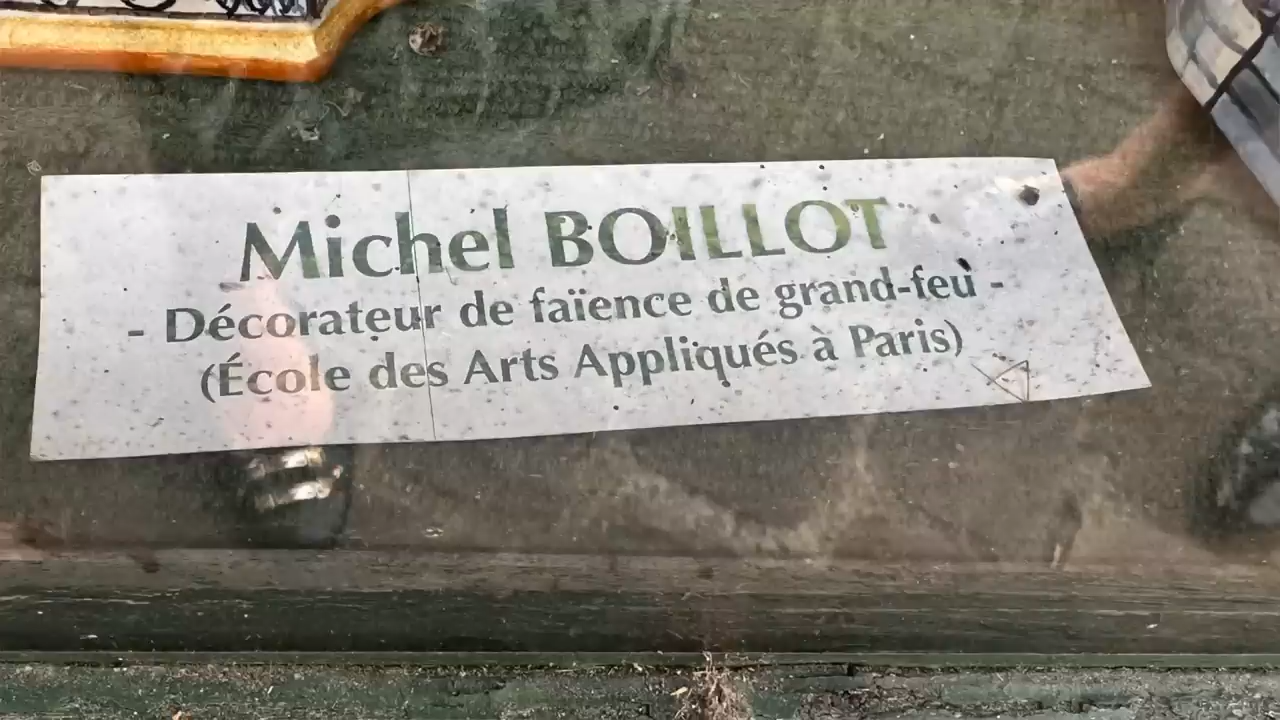 Michel BOILLOT
- Décorateur de faïence de grand-feu -
(École des Arts Appliqués à Paris)